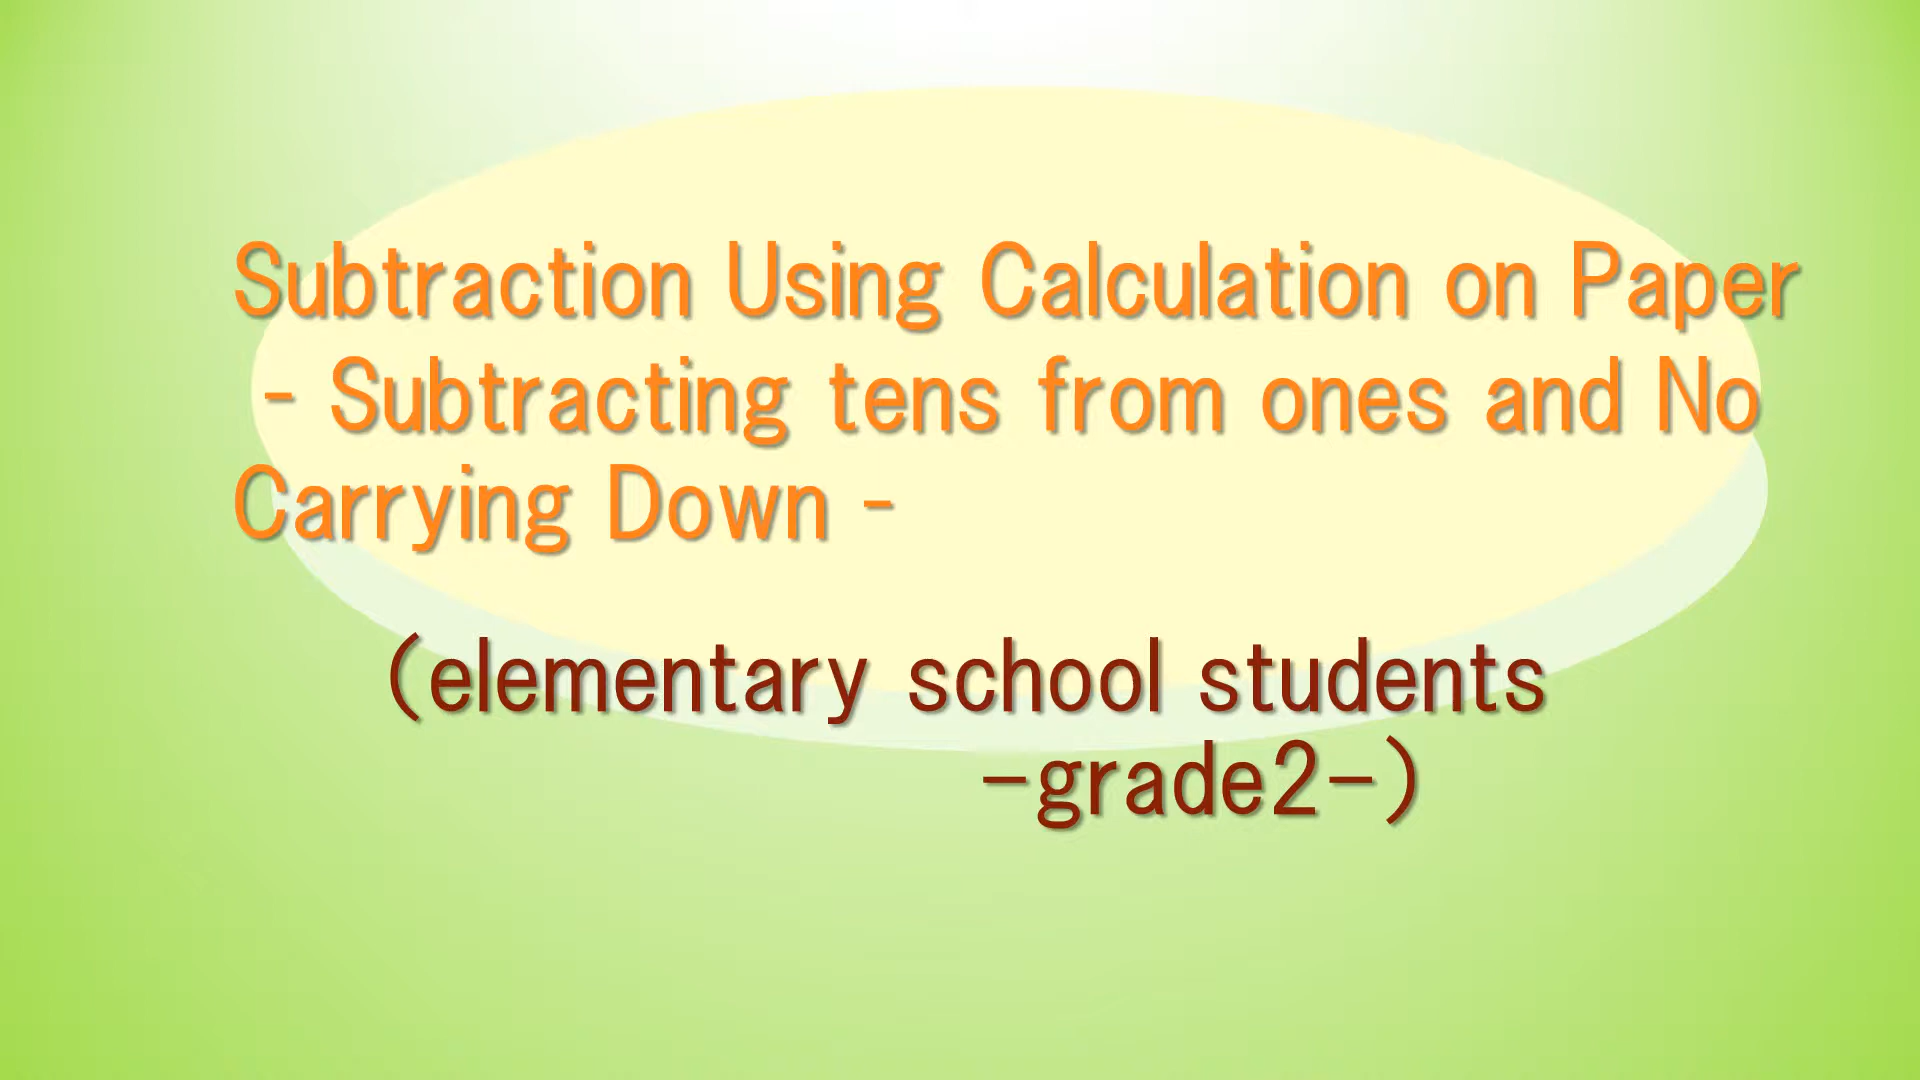 Subtraction Using Calculation on Paper
- Subtracting tens from ones and No
Carrying Down -
(elementary school students
-grade2-)